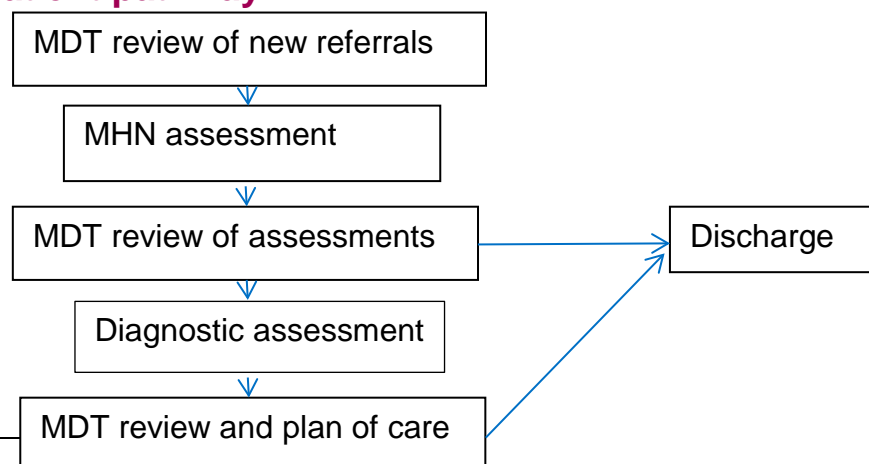 MDT review of new referrals
MHN assessment
MDT review of assessments
Discharge
Diagnostic assessment
MDT review and plan of care